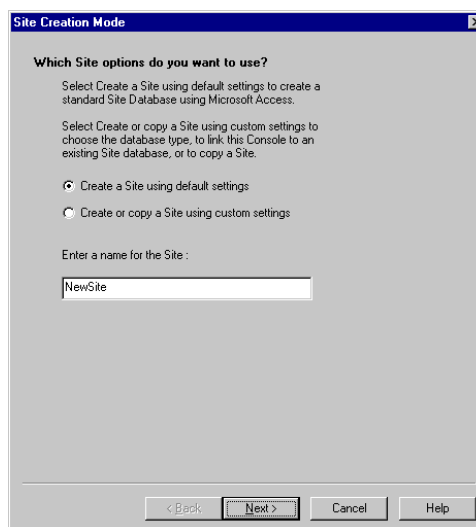 Site Creation Mode
Which Site options do you want to use?
Select Create a Site using default settings to create a
standard Site Database using Microsoft Access.
Select Create or copy a Site using custom settings to
choose the database type, to link this Console to an
existing Site database, or to copy a Site.
Create a Site using default settings
Create or copy a Site using custom settings
Enter a name for the Site :
NewSite
< Back
Next >
Cancel
Help